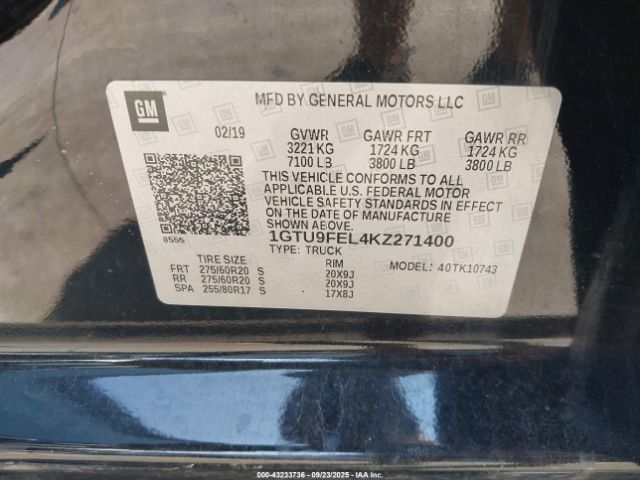 GM
MFD BY GENERAL MOTORS LLC
02/19 GVWR GAWR FRT GAWR RR
3221 KG 1724 KG 1724 KG
7100 LB 3800 LB 3800 LB
THIS VEHICLE CONFORMS TO ALL
APPLICABLE U.S. FEDERAL MOTOR
VEHICLE SAFETY STANDARDS IN EFFECT
ON THE DATE OF MANUFACTURE
SHOWN ABOVE.
1GTU9FEL4KZ271400
TYPE: TRUCK
MODEL: 40TK10743
TIRE SIZE RIM
FRT 275/60R20 S 20X9J
RR 275/60R20 S 20X9J
SPA 255/80R17 S 17X8J
000-43233736 - 09/23/2025 - IAAI.COM